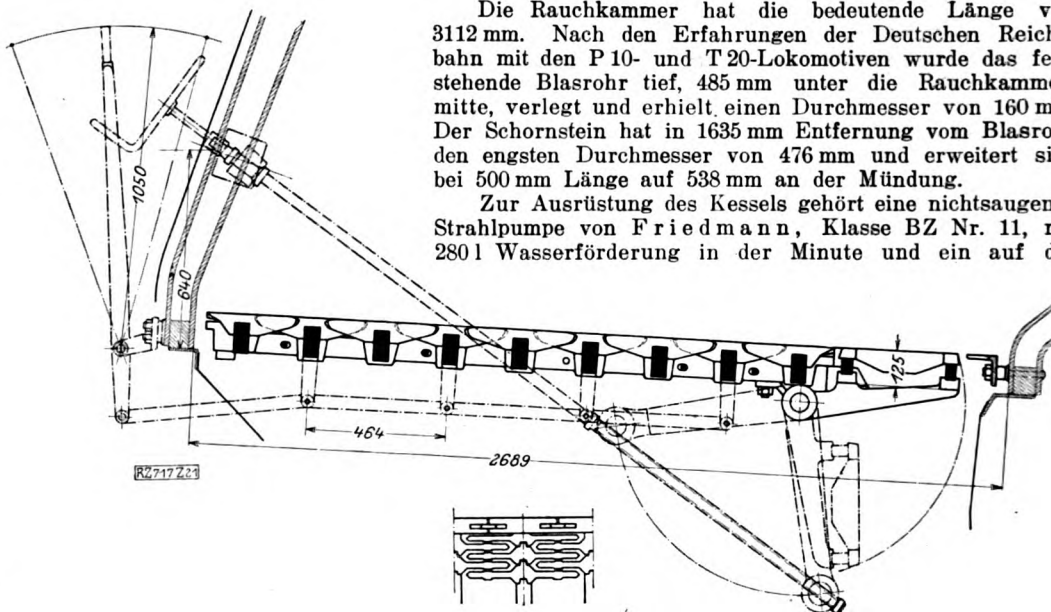 Die Rauchkammer hat die bedeutende Länge v
3112 mm. Nach den Erfahrungen der Deutschen Reich
bahn mit den P 10- und T 20-Lokomotiven wurde das fe
stehende Blasrohr tief, 485 mm unter die Rauchkamme
mitte, verlegt und erhielt einen Durchmesser von 160 m
Der Schornstein hat in 1635 mm Entfernung vom Blasro
den engsten Durchmesser von 476 mm und erweitert si
bei 500 mm Länge auf 538 mm an der Mündung.
Zur Ausrüstung des Kessels gehört eine nichtsaugen
Strahlpumpe von Friedmann, Klasse BZ Nr. 11, m
280 l Wasserförderung in der Minute und ein auf d
1050
640
125
464
2689
RZ717Z21